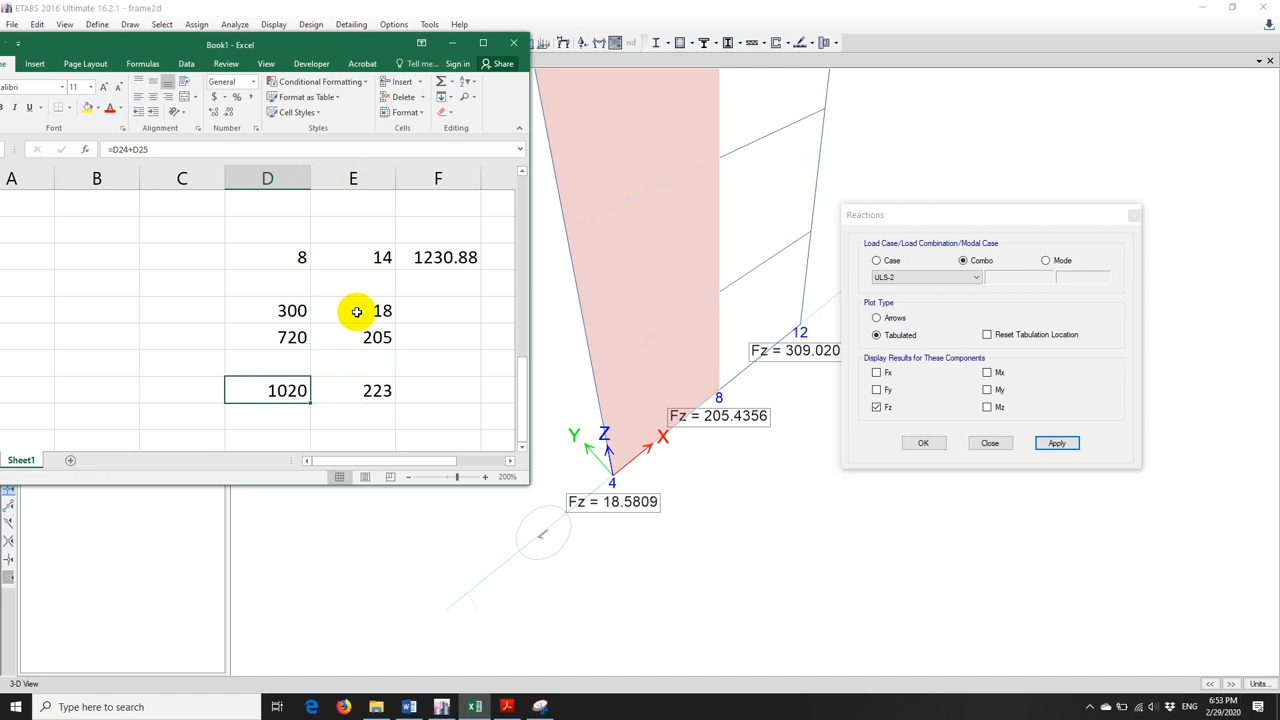 ETABS 2016 Ultimate 16.2.1 - frame2d
File Edit View Define Draw Select Assign Analyze Display Design Detailing Options Tools Help
Book1 - Excel
me Insert Page Layout Formulas Data Review View Developer Acrobat Tell me... Sign in Share
alibri 11 General Conditional Formatting Insert
I U $ % Format as Table Delete
Cell Styles Format
Font Alignment Number Styles Cells Editing
fx =D24+D25
A B C D E F
8 14 1230.88
300 18
720 205
1020 223
Sheet1
200%
nd
Reactions
Load Case/Load Combination/Modal Case
Case Combo Mode
ULS-2
Plot Type
Arrows
Tabulated Reset Tabulation Location
Display Results for These Components
Fx Mx
Fy My
Fz Mz
OK Close Apply
12
Fz = 309.020
8
Fz = 205.4356
Y Z X
4
Fz = 18.5809
1
3-D View << >> Units...
Type here to search
6:53 PM
ENG
2/29/2020